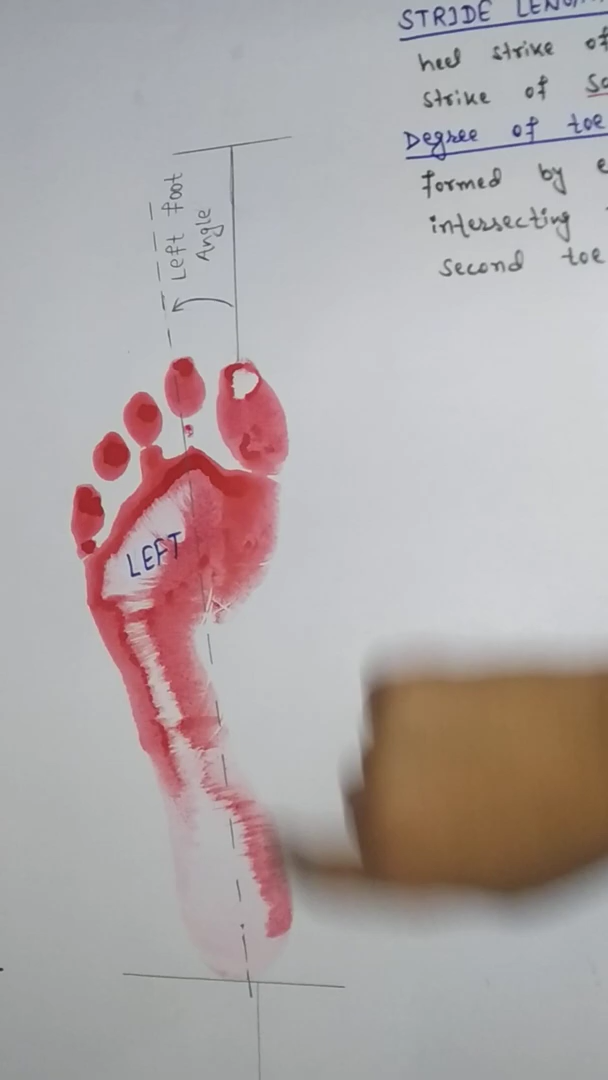 STRIDE
heel strike of
strike of
Degree of toe
formed by
intersecting
second toe
Left foot
Angle
LEFT